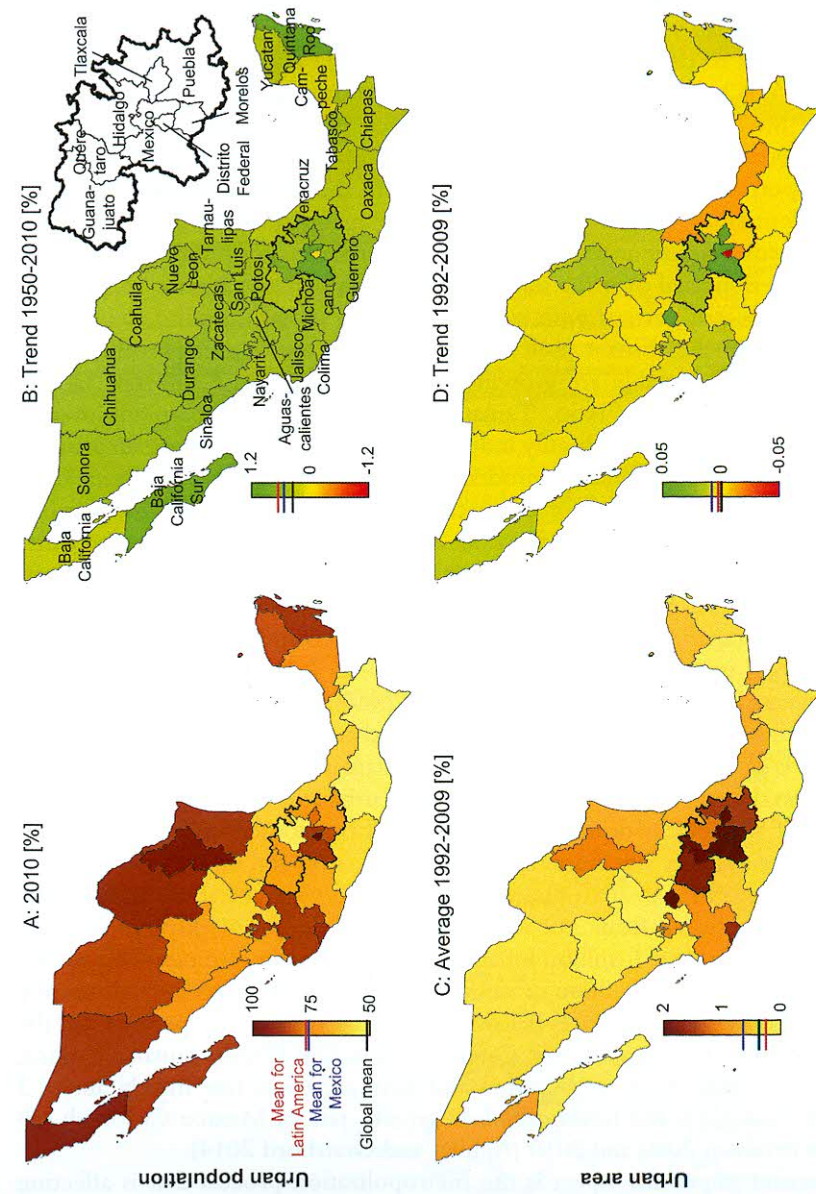 Urban population
A: 2010 [%]
100
75
50
Mean for
Latin America
Mean for
Mexico
Global mean
B: Trend 1950-2010 [%]
Baja
California
Baja
California
Sur
Sonora
Chihuahua
Coahuila
Nuevo
Leon
Tamau-
lipas
Durango
Sinaloa
Zacatecas
San Luis
Potosi
Nayarit
Aguas-
calientes
Jalisco
Colima
Michoa
can
Guerrero
Oaxaca
Chiapas
Tabasco
eracruz
Cam-
peche
Yucatan
Quintana
Roo
Guana-
juato
Quere-
taro
Hidalgo
Mexico
Tlaxcala
Puebla
Morelos
Distrito
Federal
1.2
0
-1.2
Urban area
C: Average 1992-2009 [%]
2
1
0
D: Trend 1992-2009 [%]
0.05
0
-0.05